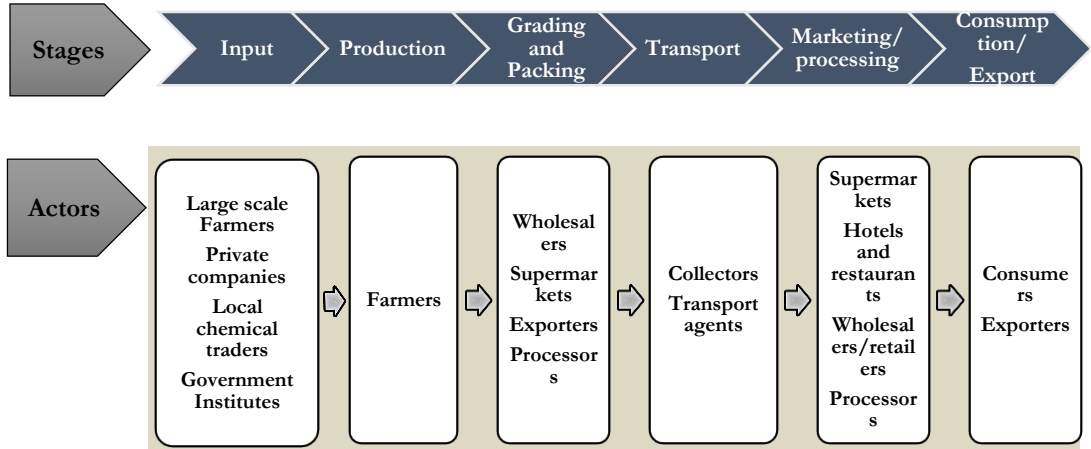 Stages
Input
Production
Grading
and
Packing
Transport
Marketing/
processing
Consump
tion/
Export
Actors
Large scale
Farmers
Private
companies
Local
chemical
traders
Government
Institutes
Farmers
Wholesal
ers
Supermar
kets
Exporters
Processor
s
Collectors
Transport
agents
Supermar
kets
Hotels
and
restauran
ts
Wholesal
ers/retail
ers
Processor
s
Consume
rs
Exporters